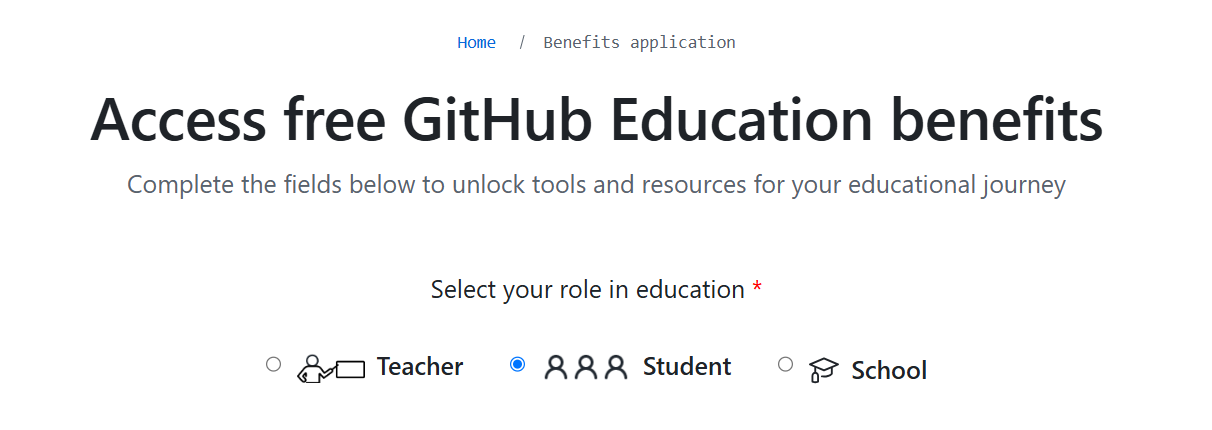 Home / Benefits application
Access free GitHub Education benefits
Complete the fields below to unlock tools and resources for your educational journey
Select your role in education *
Teacher Student School